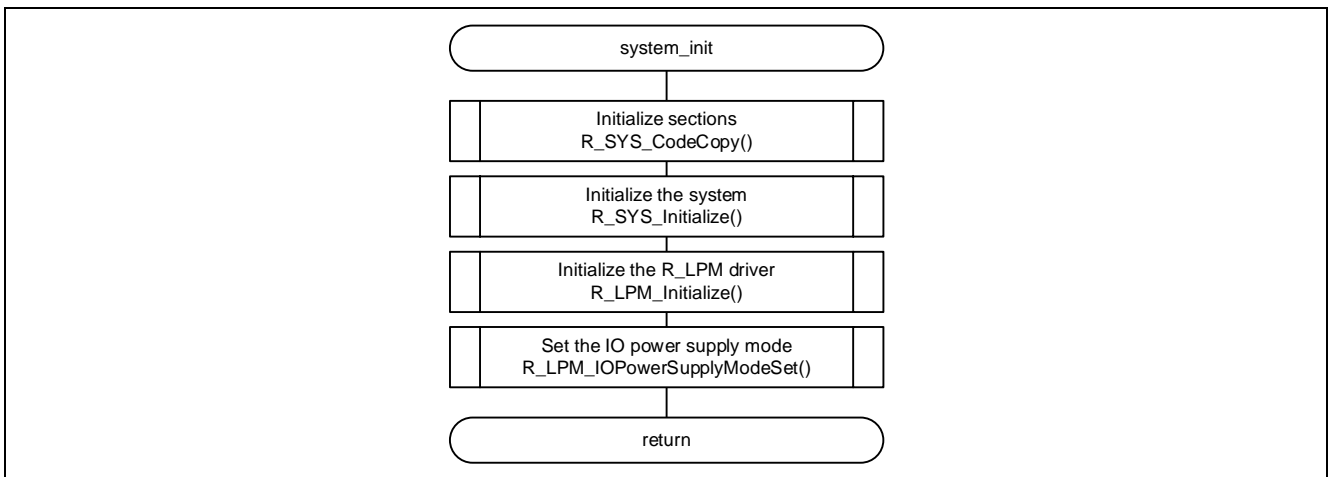 system_init
Initialize sections
R_SYS_CodeCopy()
Initialize the system
R_SYS_Initialize()
Initialize the R_LPM driver
R_LPM_Initialize()
Set the IO power supply mode
R_LPM_IOPowerSupplyModeSet()
return